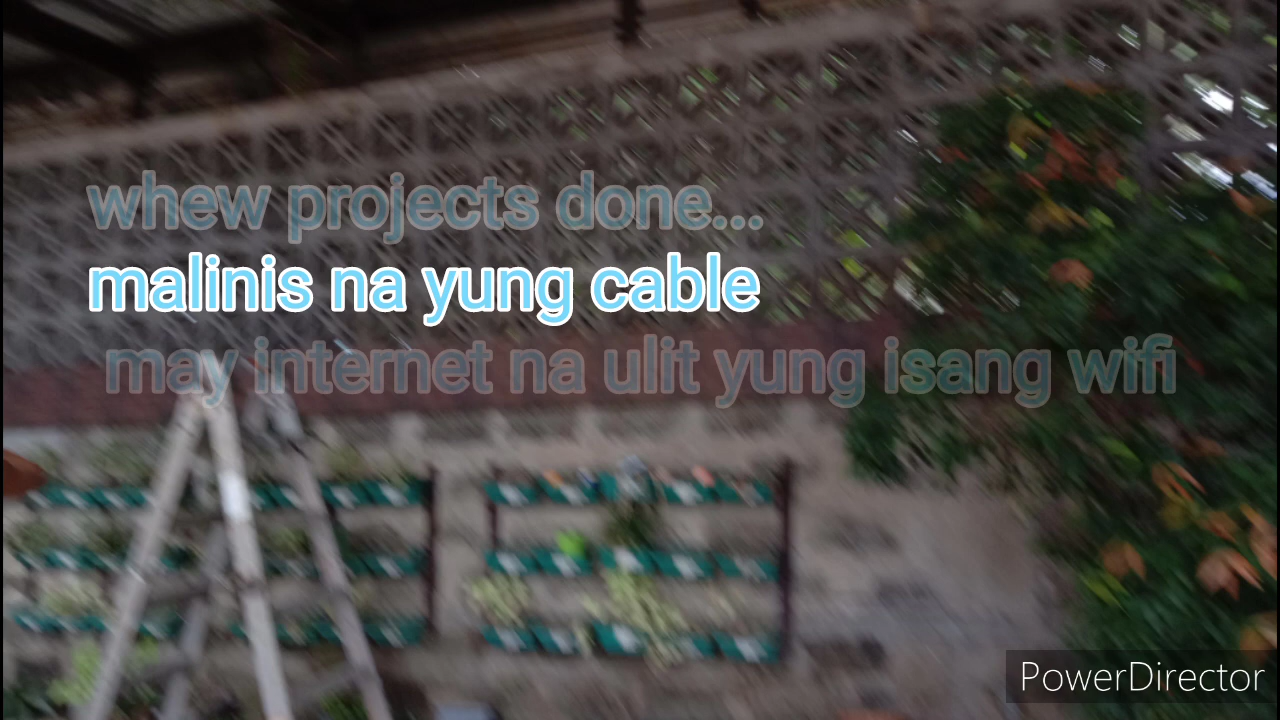 whew projects done...
malinis na yung cable
may internet na ulit yung isang wifi
PowerDirector